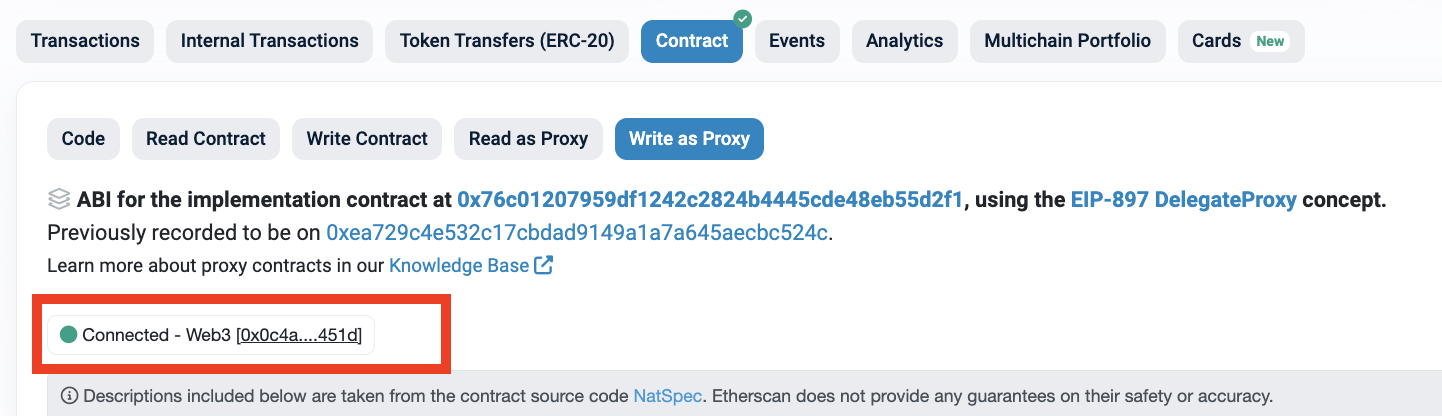 Transactions Internal Transactions Token Transfers (ERC-20) Contract Events Analytics Multichain Portfolio Cards New
Code Read Contract Write Contract Read as Proxy Write as Proxy
ABI for the implementation contract at 0x76c01207959df1242c2824b4445cde48eb55d2f1, using the EIP-897 DelegateProxy concept.
Previously recorded to be on 0xea729c4e532c17cbdad9149a1a7a645aecbc524c.
Learn more about proxy contracts in our Knowledge Base
Connected - Web3 [0x0c4a....451d]
Descriptions included below are taken from the contract source code NatSpec. Etherscan does not provide any guarantees on their safety or accuracy.